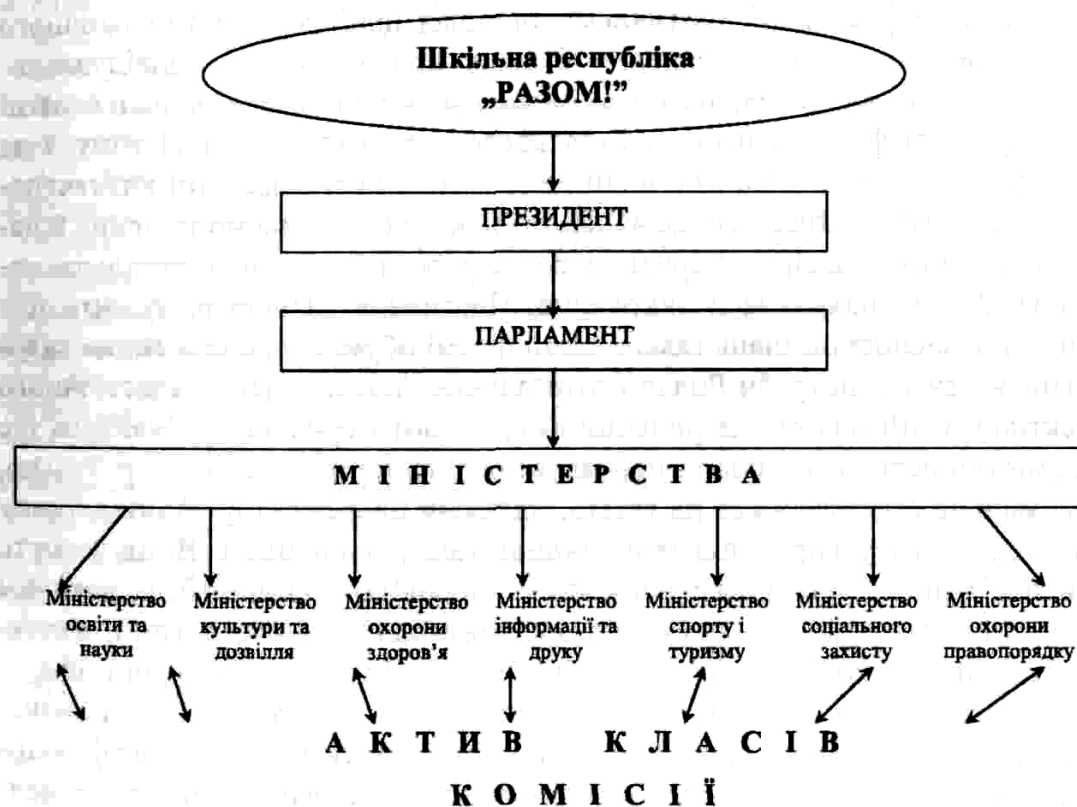 Шкільна республіка
„РАЗОМ!”
ПРЕЗИДЕНТ
ПАРЛАМЕНТ
М І Н І С Т Е Р С Т В А
Міністерство
освіти та
науки
Міністерство
культури та
дозвілля
Міністерство
охорони
здоров’я
Міністерство
інформації та
друку
Міністерство
спорту і
туризму
Міністерство
соціального
захисту
Міністерство
охорони
правопорядку
А К Т И В К Л А С І В
К О М І С І Ї